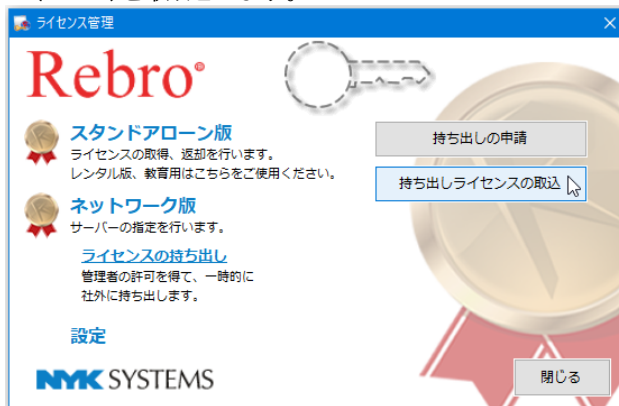 ライセンス管理
Rebro®
スタンドアローン版
ライセンスの取得、返却を行います。
レンタル版、教育用はこちらをご使用ください。
ネットワーク版
サーバーの指定を行います。
ライセンスの持ち出し
管理者の許可を得て、一時的に
社外に持ち出します。
設定
NYK SYSTEMS
持ち出しの申請
持ち出しライセンスの取込
閉じる